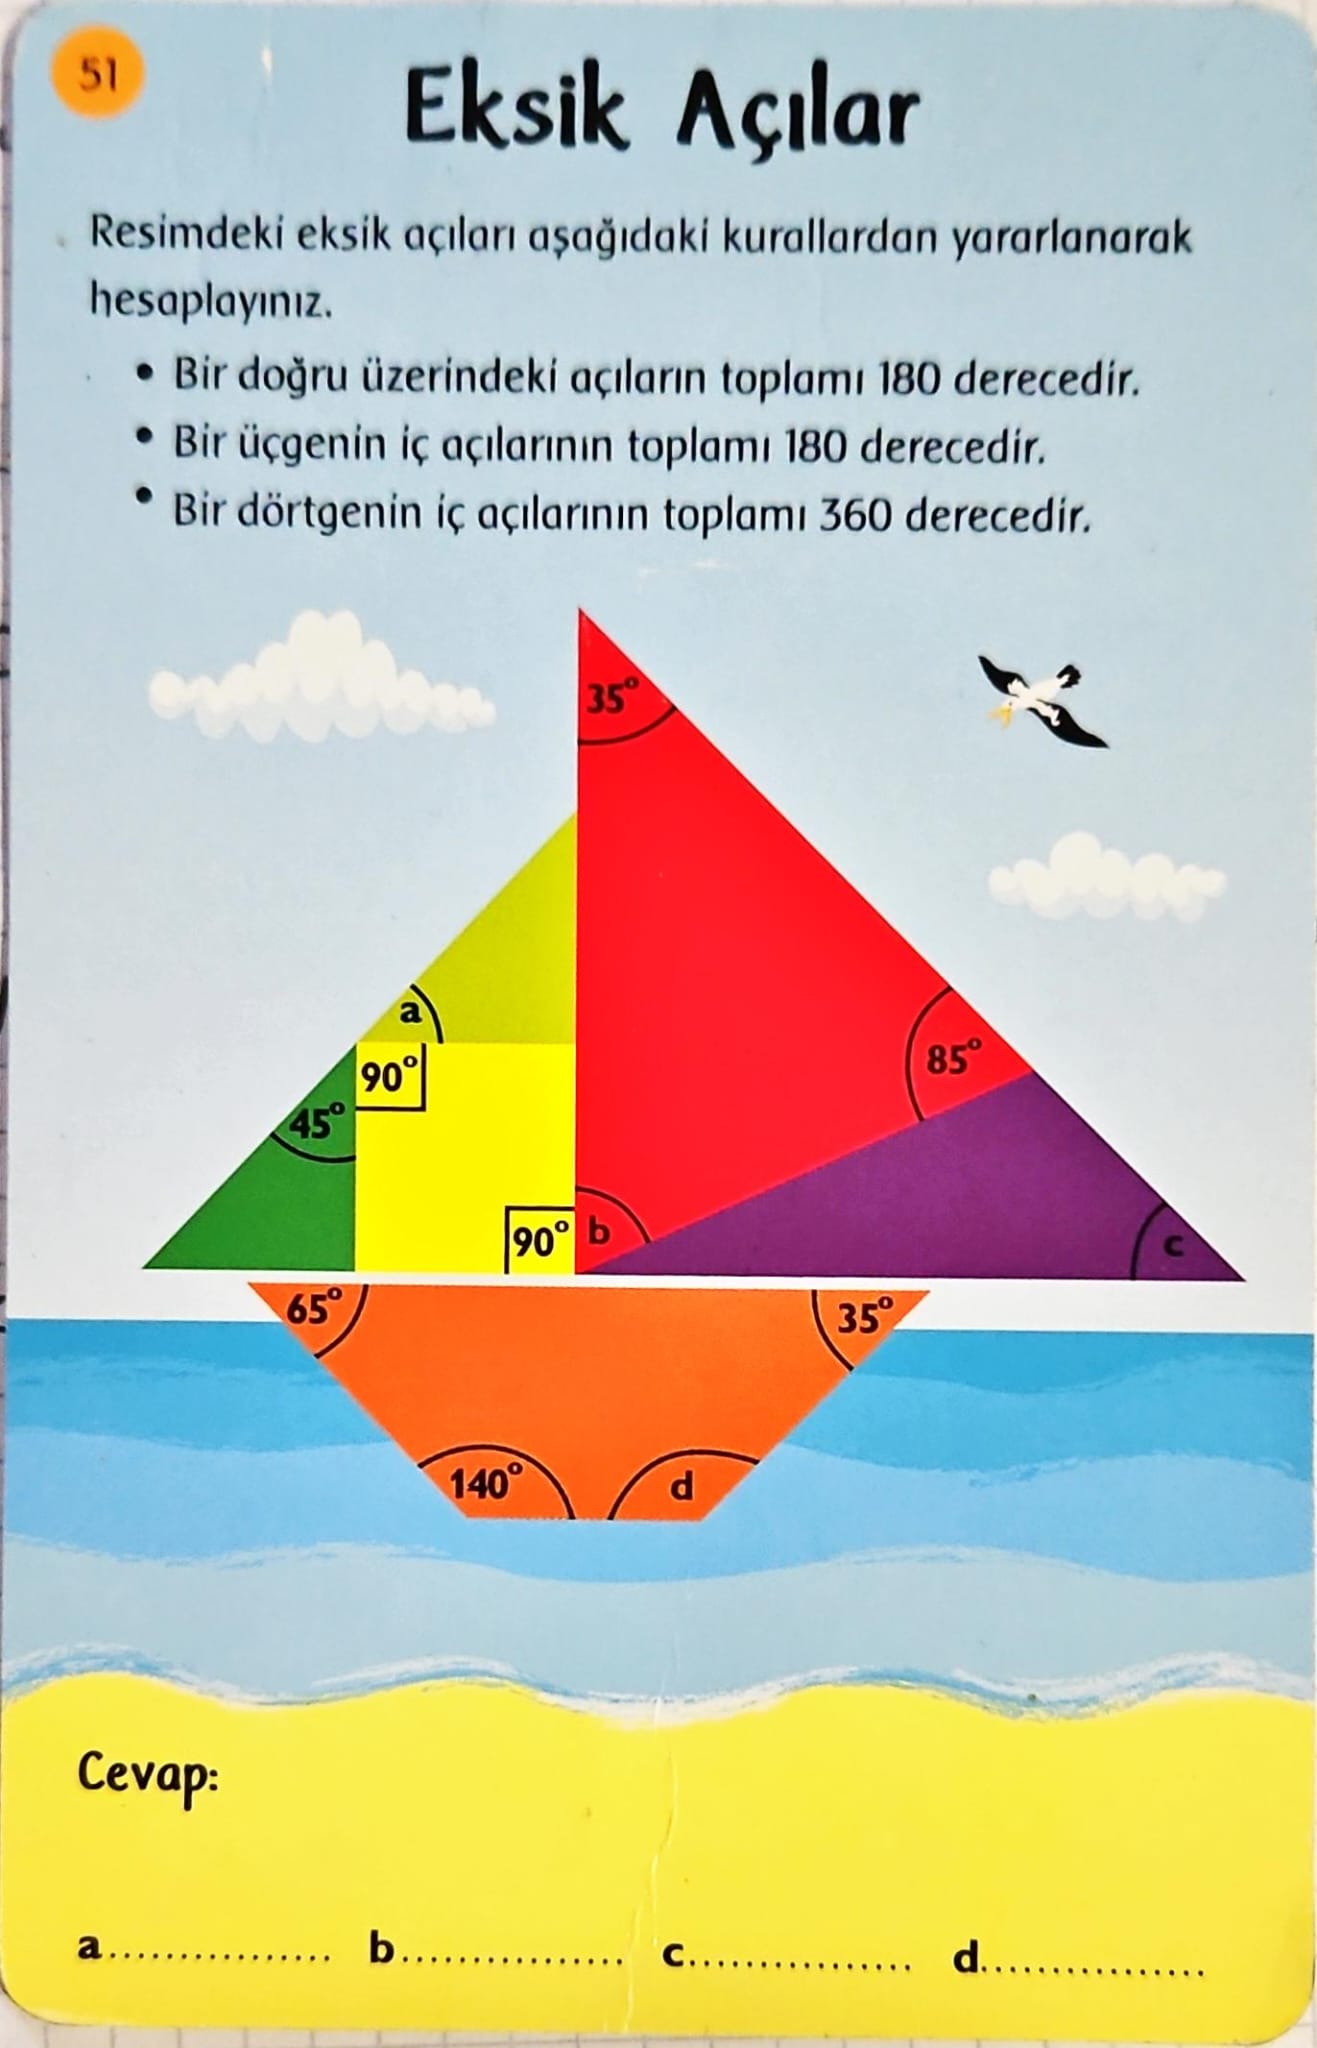 51
Eksik Açılar
Resimdeki eksik açıları aşağıdaki kurallardan yararlanarak
hesaplayınız.
• Bir doğru üzerindeki açıların toplamı 180 derecedir.
• Bir üçgenin iç açılarının toplamı 180 derecedir.
• Bir dörtgenin iç açılarının toplamı 360 derecedir.
35°
a
90°
85°
45°
90° b
c
65°
35°
140°
d
Cevap:
a................ b................ c................ d................